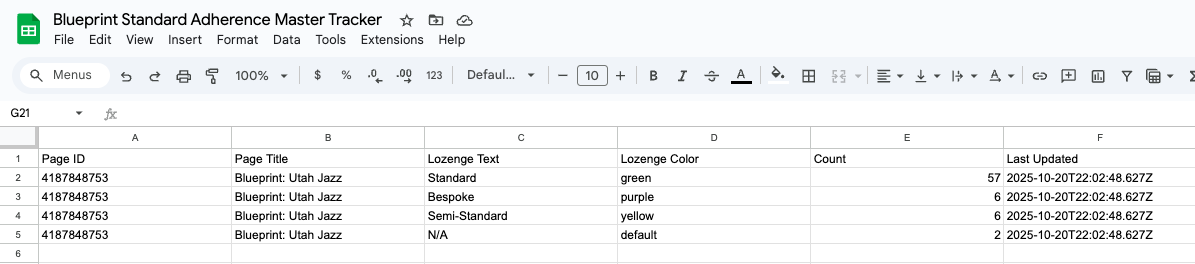 Blueprint Standard Adherence Master Tracker
File Edit View Insert Format Data Tools Extensions Help
Menus 100% $ % .0 .00 123 Defaul... 10 B I S A
G21 fx
A B C D E F
1 Page ID Page Title Lozenge Text Lozenge Color Count Last Updated
2 4187848753 Blueprint: Utah Jazz Standard green 57 2025-10-20T22:02:48.627Z
3 4187848753 Blueprint: Utah Jazz Bespoke purple 6 2025-10-20T22:02:48.627Z
4 4187848753 Blueprint: Utah Jazz Semi-Standard yellow 6 2025-10-20T22:02:48.627Z
5 4187848753 Blueprint: Utah Jazz N/A default 2 2025-10-20T22:02:48.627Z
6